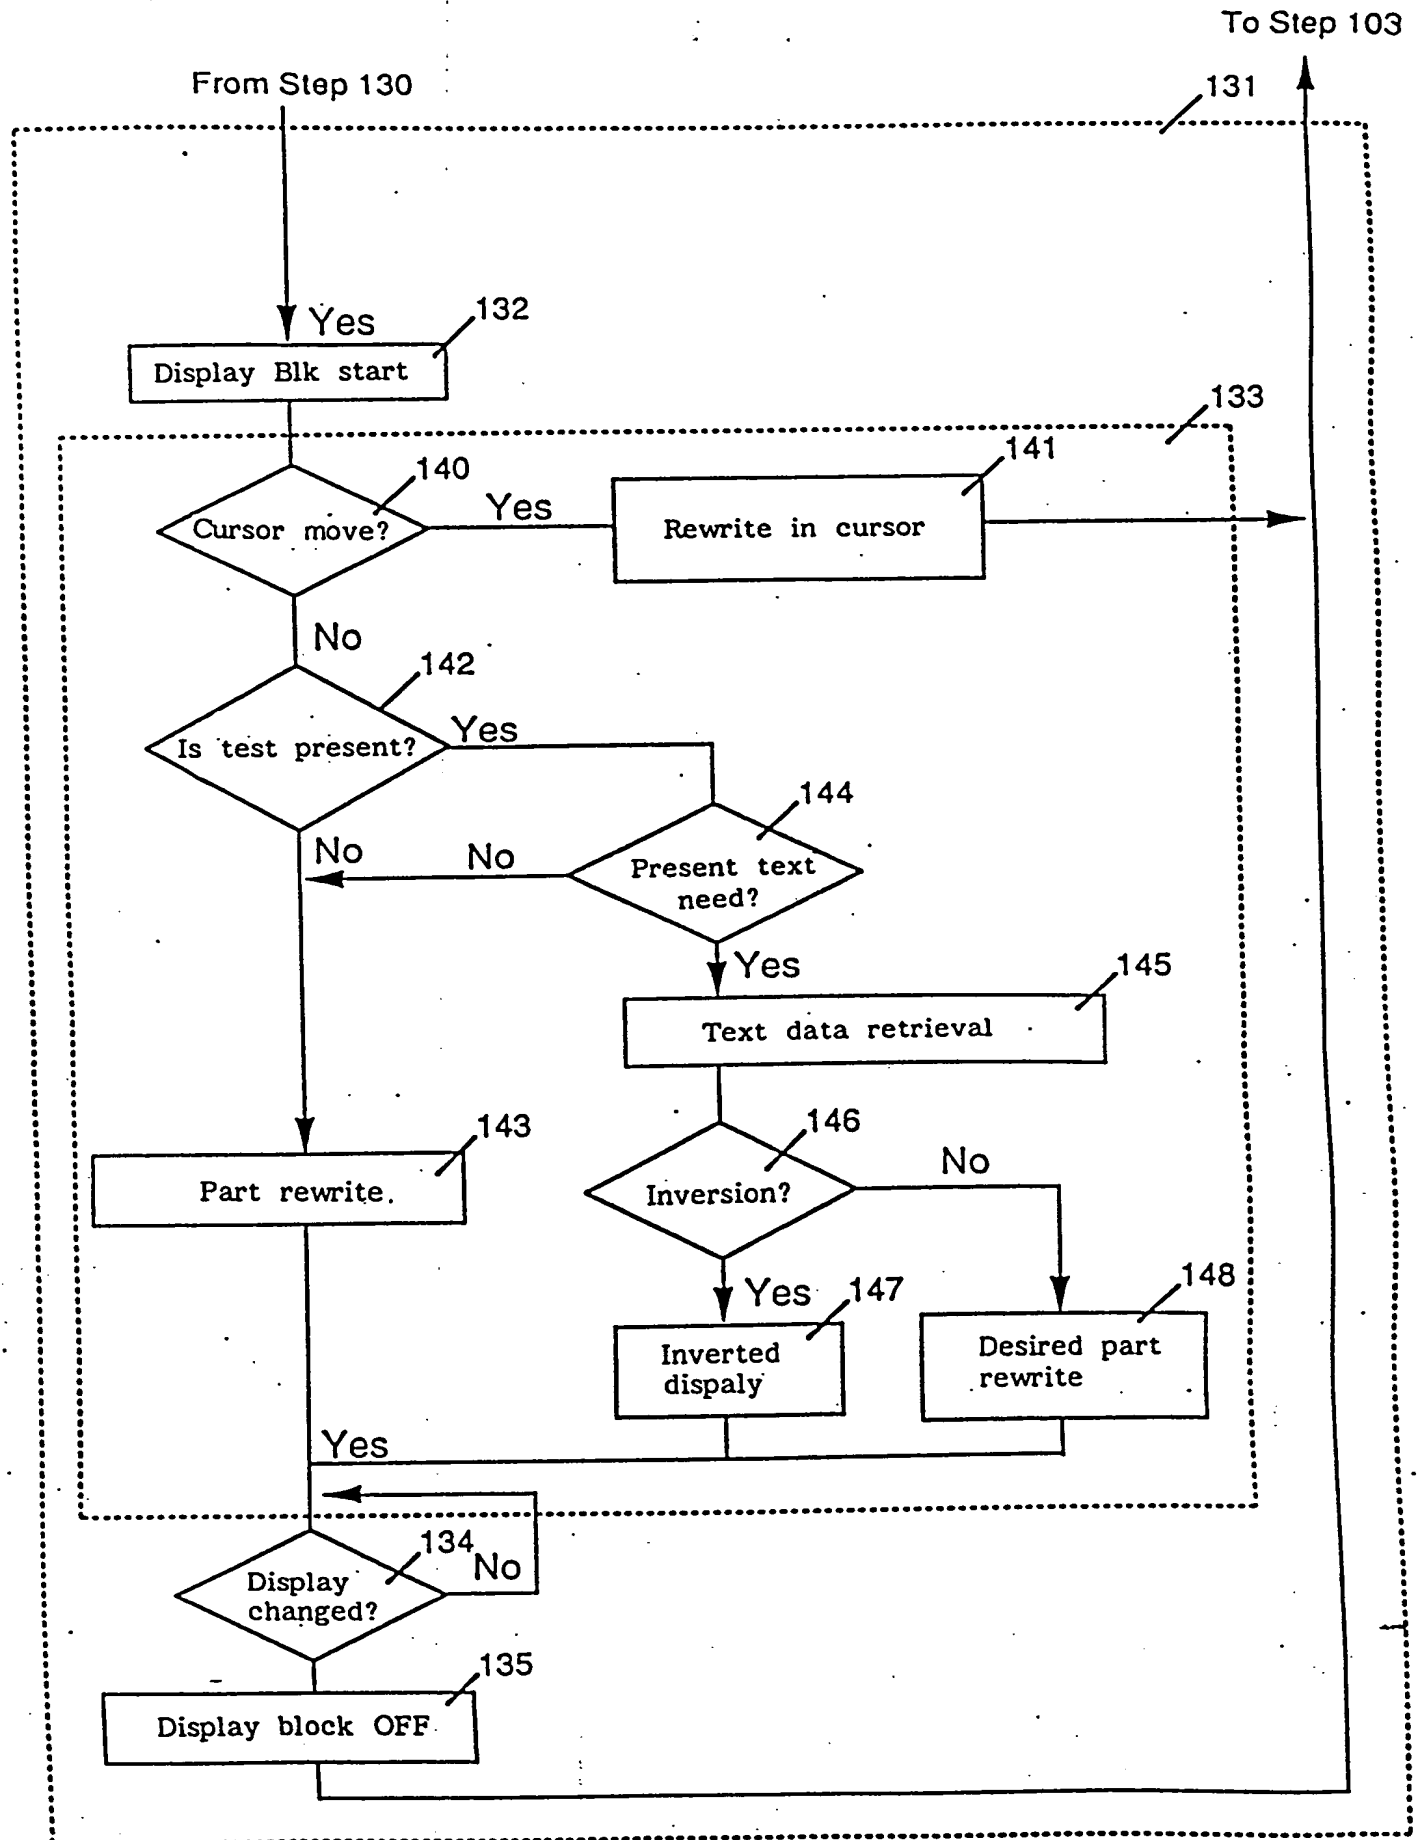 To Step 103
From Step 130
131
Yes
132
Display Blk start
133
140
141
Cursor move?
Yes
Rewrite in cursor
No
142
Is test present?
Yes
144
No
No
Present text
need?
Yes
145
Text data retrieval
143
146
Part rewrite.
Inversion?
No
Yes
147
148
Inverted
dispaly
Desired part
rewrite
Yes
134
No
Display
changed?
135
Display block OFF